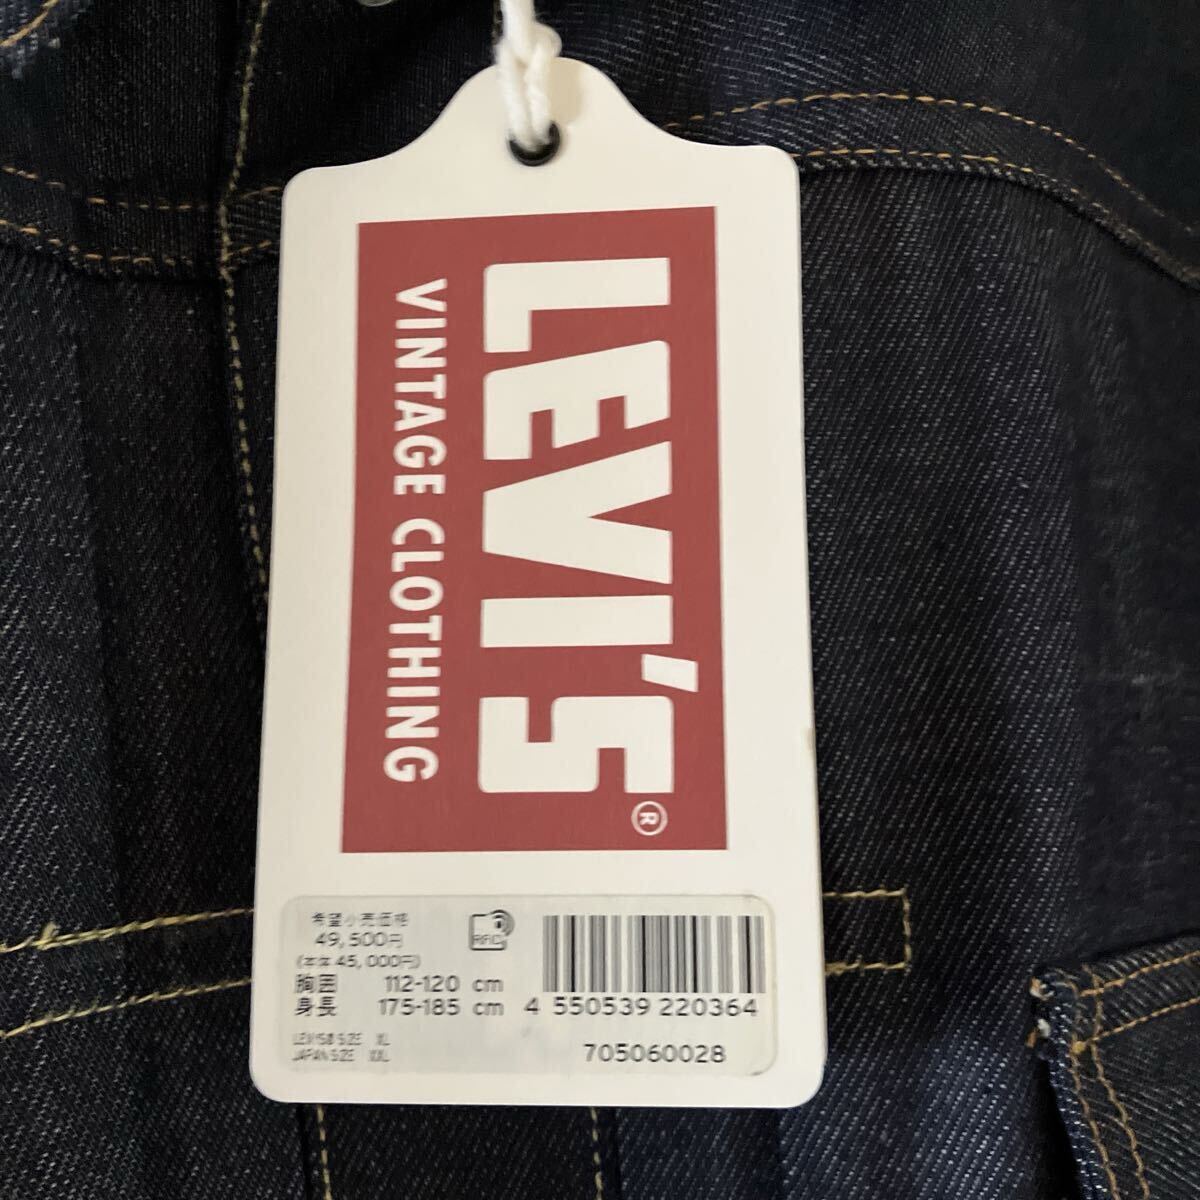 LEVI'S®
VINTAGE CLOTHING
希望小売価格
49,500円
(本体 45,000円)
RFID
胸囲 112-120 cm
身長 175-185 cm
LEVI'S® SIZE XL
JAPAN SIZE XXL
4 550539 220364
705060028